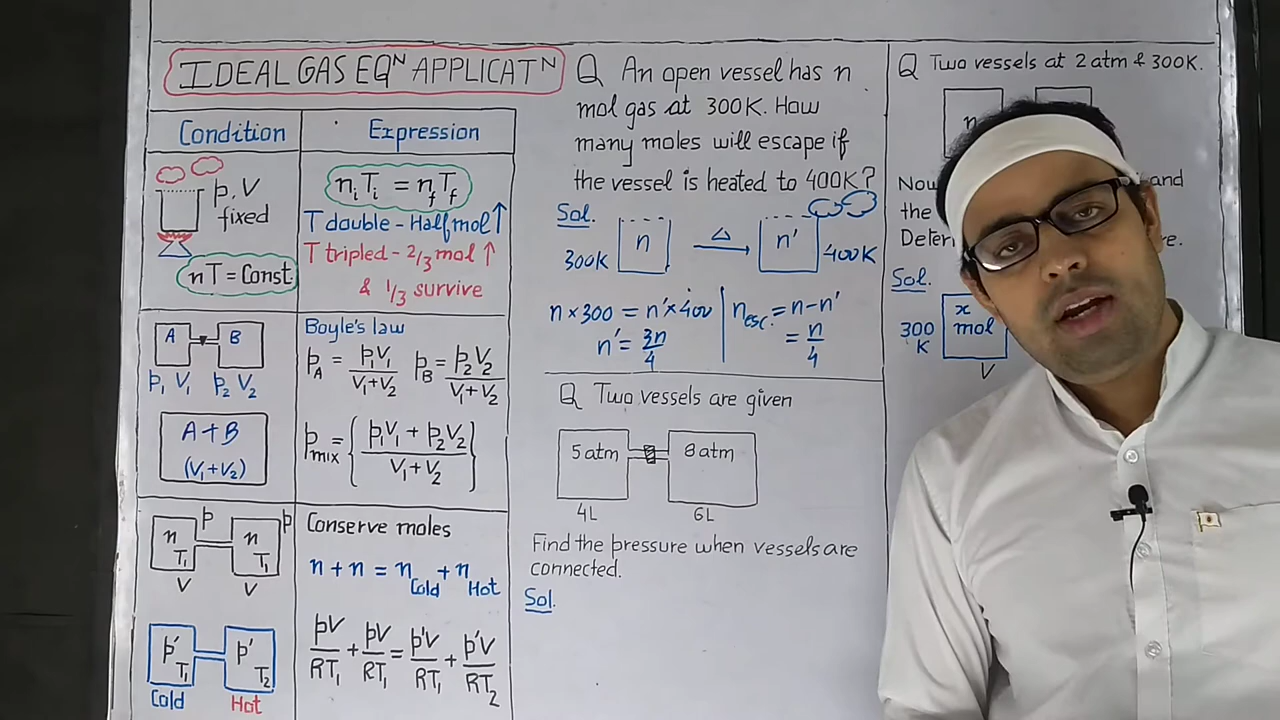 IDEAL GAS EQᴺ APPLICATᴺ
Condition
Expression
p, V
fixed
nT = Const.
nᵢTᵢ = n_f T_f
T double - Half mol ↑
T tripled - 2/3 mol ↑
& 1/3 survive
A B
p₁ V₁ p₂ V₂
A + B
(V₁+V₂)
Boyle's law
p_A = p₁V₁/(V₁+V₂) p_B = p₂V₂/(V₁+V₂)
p_mix = {(p₁V₁ + p₂V₂)/(V₁+V₂)}
p p
n n
T₁ T₁
V V
p' p'
T₁ T₂
Cold Hot
Conserve moles
n + n = n_Cold + n_Hot
pV/RT₁ + pV/RT₁ = p'V/RT₁ + p'V/RT₂
Q An open vessel has n
mol gas at 300K. How
many moles will escape if
the vessel is heated to 400K?
Sol.
300K n Δ→ n' 400K
n × 300 = n' × 400
n' = 3n/4
n_esc. = n - n'
= n/4
Q Two vessels are given
5 atm 8 atm
4L 6L
Find the pressure when vessels are
connected.
Sol.
Q Two vessels at 2 atm & 300K.
n
Now and
the
Deter re.
Sol.
300
K
x
mol
V